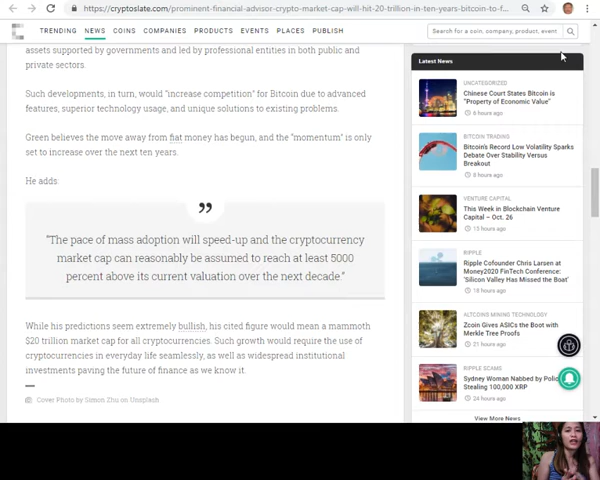 https://cryptoslate.com/prominent-financial-advisor-crypto-market-cap-will-hit-20-trillion-in-ten-years-bitcoin-to-f...
TRENDING NEWS COINS COMPANIES PRODUCTS EVENTS PLACES PUBLISH
Search for a coin, company, product, event
assets supported by governments and led by professional entities in both public and
private sectors.
Such developments, in turn, would "increase competition" for Bitcoin due to advanced
features, superior technology usage, and unique solutions to existing problems.
Green believes the move away from fiat money has begun, and the "momentum" is only
set to increase over the next ten years.
He adds:
”
“The pace of mass adoption will speed-up and the cryptocurrency
market cap can reasonably be assumed to reach at least 5000
percent above its current valuation over the next decade.”
While his predictions seem extremely bullish, his cited figure would mean a mammoth
$20 trillion market cap for all cryptocurrencies. Such growth would require the use of
cryptocurrencies in everyday life seamlessly, as well as widespread institutional
investments paving the future of finance as we know it.
Cover Photo by Simon Zhu on Unsplash
Latest News
UNCATEGORIZED
Chinese Court States Bitcoin is
"Property of Economic Value"
6 hours ago
BITCOIN TRADING
Bitcoin's Record Low Volatility Sparks
Debate Over Stability Versus
Breakout
8 hours ago
VENTURE CAPITAL
This Week in Blockchain Venture
Capital – Oct. 26
15 hours ago
RIPPLE
Ripple Cofounder Chris Larsen at
Money2020 FinTech Conference:
'Silicon Valley Has Missed the Boat'
18 hours ago
ALTCOINS MINING TECHNOLOGY
Zcoin Gives ASICs the Boot with
Merkle Tree Proofs
21 hours ago
RIPPLE SCAMS
Sydney Woman Nabbed by Polic
Stealing 100,000 XRP
24 hours ago
View More News